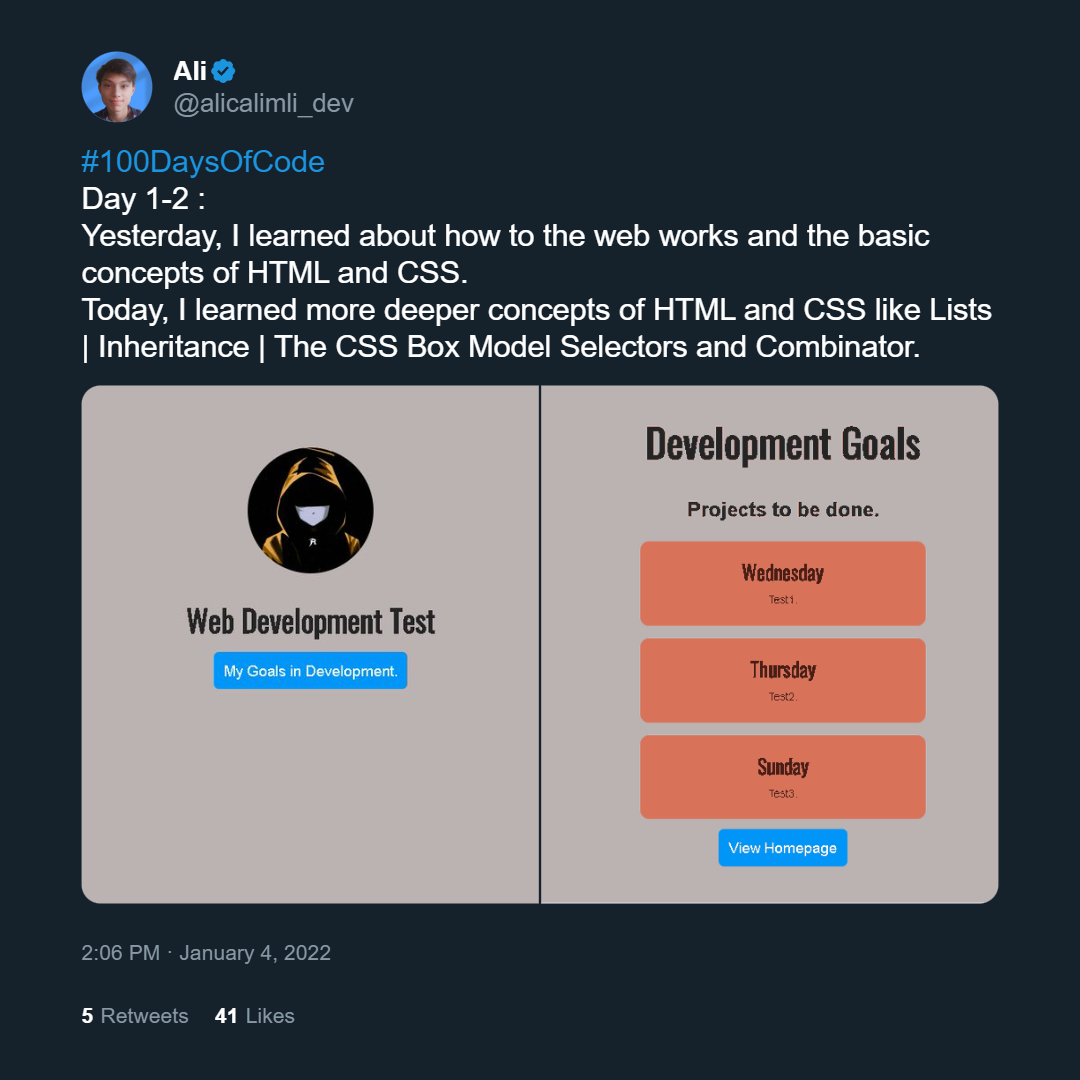 Ali
@alicalimli_dev
#100DaysOfCode
Day 1-2 :
Yesterday, I learned about how to the web works and the basic
concepts of HTML and CSS.
Today, I learned more deeper concepts of HTML and CSS like Lists
| Inheritance | The CSS Box Model Selectors and Combinator.
Web Development Test
My Goals in Development.
Development Goals
Projects to be done.
Wednesday
Test1.
Thursday
Test2.
Sunday
Test3.
View Homepage
2:06 PM · January 4, 2022
5 Retweets 41 Likes